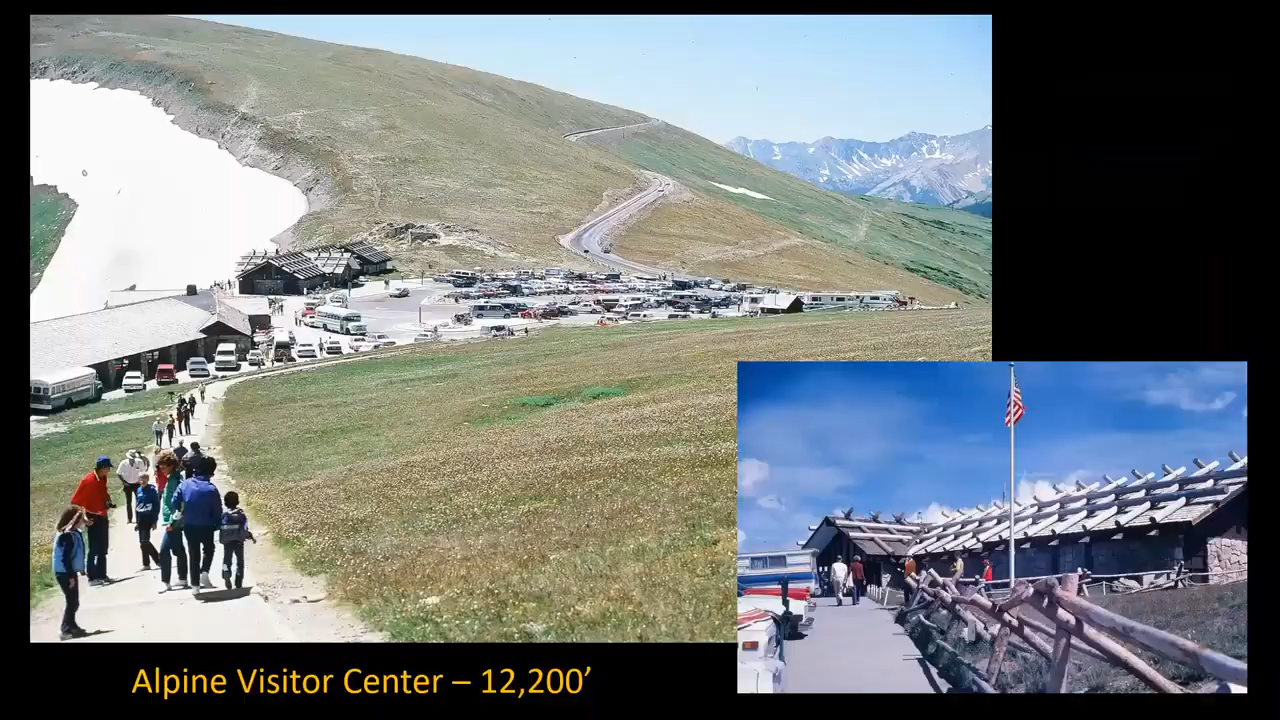 Alpine Visitor Center – 12,200’